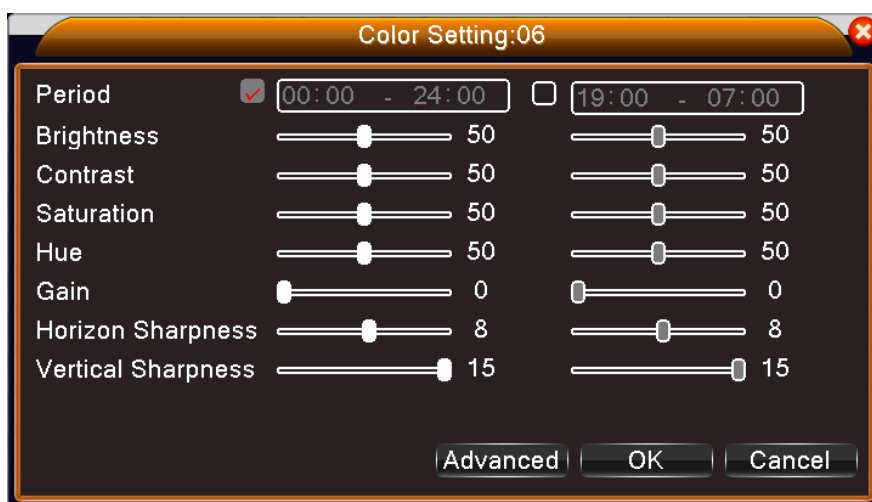 Color Setting:06
Period 00:00 - 24:00 19:00 - 07:00
Brightness 50 50
Contrast 50 50
Saturation 50 50
Hue 50 50
Gain 0 0
Horizon Sharpness 8 8
Vertical Sharpness 15 15
Advanced OK Cancel